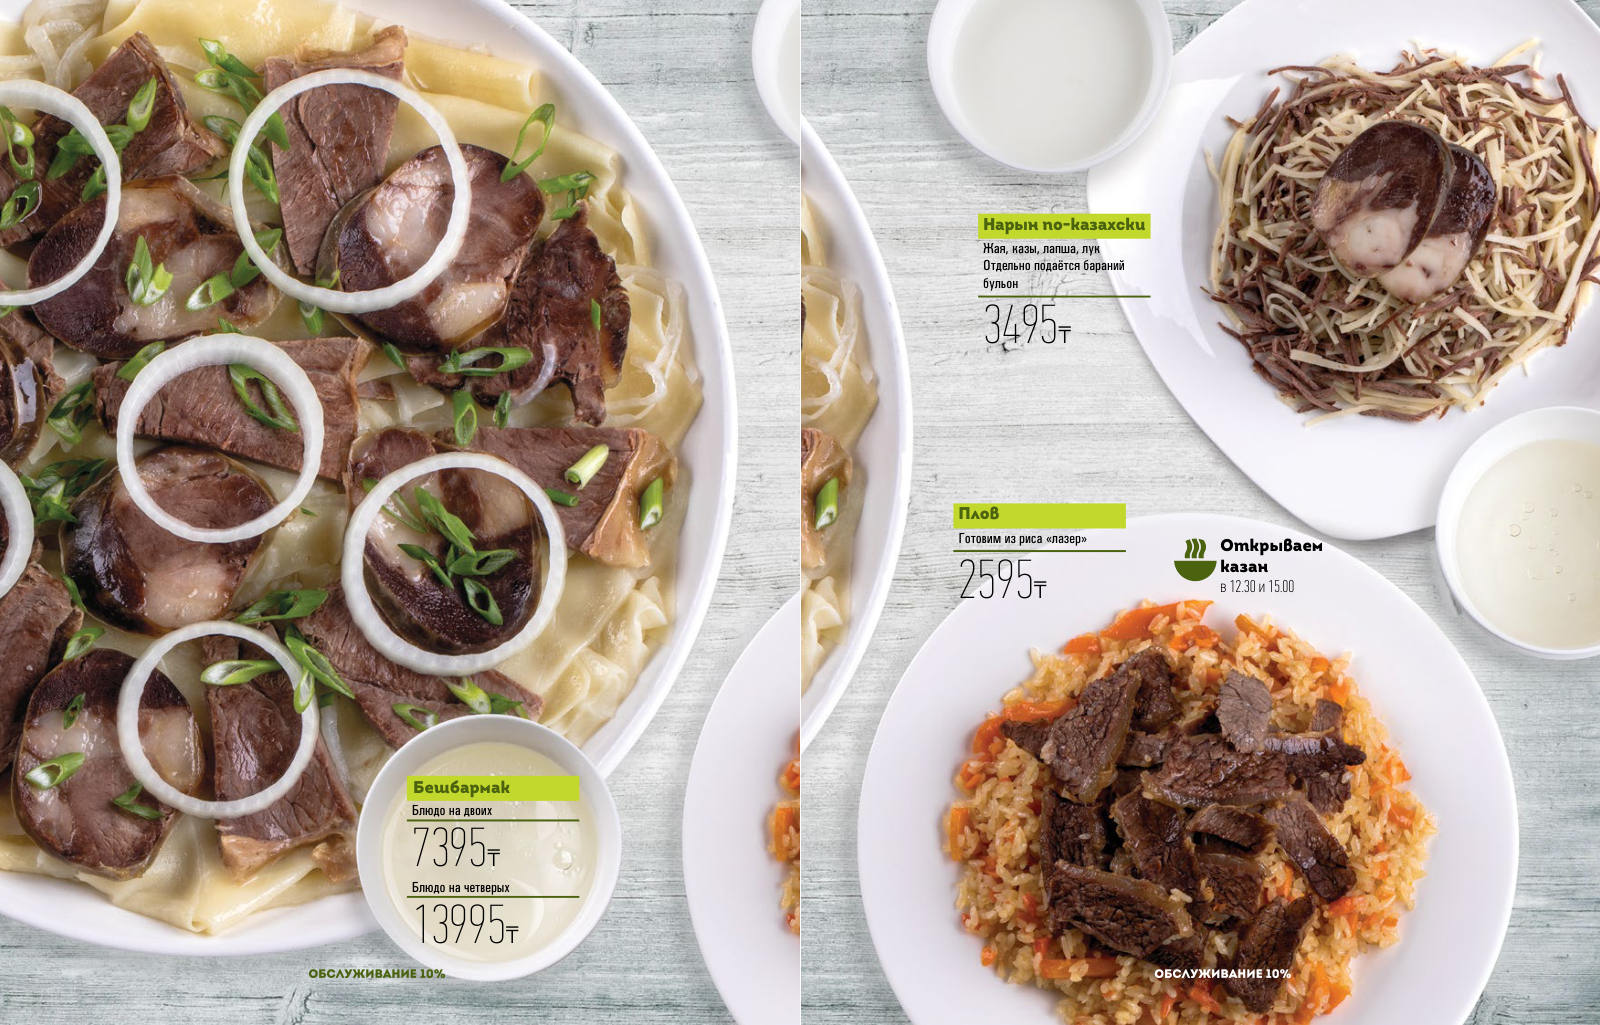 Бешбармак
Блюдо на двоих
7395₸
Блюдо на четверых
13995₸
ОБСЛУЖИВАНИЕ 10%
Нарын по-казахски
Жая, казы, лапша, лук
Отдельно подаётся бараний
бульон
3495₸
Плов
Готовим из риса «лазер»
2595₸
Открываем
казан
в 12.30 и 15.00
ОБСЛУЖИВАНИЕ 10%